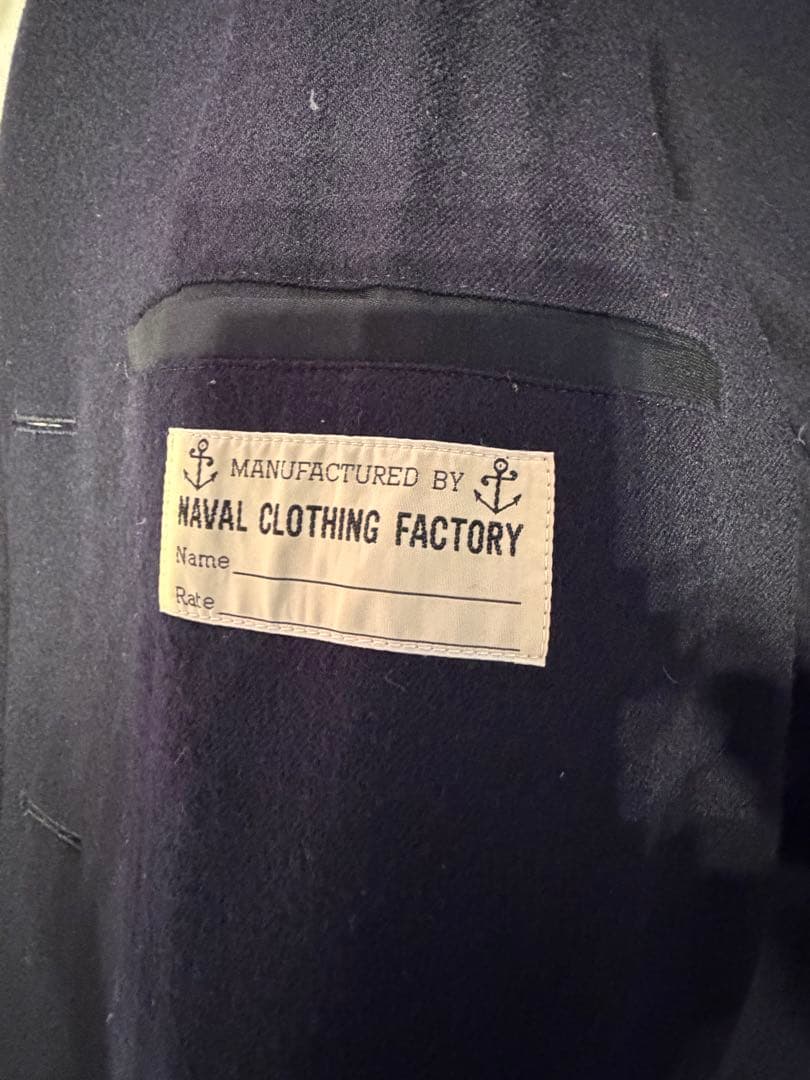 MANUFACTURED BY
NAVAL CLOTHING FACTORY
Name
Rate